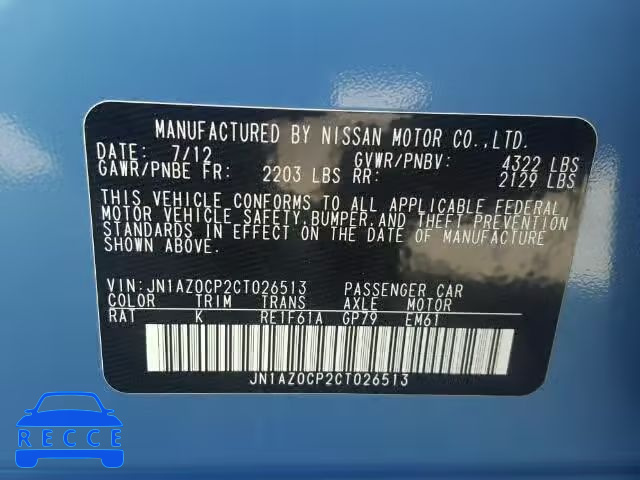 MANUFACTURED BY NISSAN MOTOR CO.,LTD.
DATE: 7/12 GVWR/PNBV: 4322 LBS
GAWR/PNBE FR: 2203 LBS RR: 2129 LBS
THIS VEHICLE CONFORMS TO ALL APPLICABLE FEDERAL
MOTOR VEHICLE SAFETY,BUMPER,AND THEFT PREVENTION
STANDARDS IN EFFECT ON THE DATE OF MANUFACTURE
SHOWN ABOVE.
VIN:JN1AZ0CP2CT026513 PASSENGER CAR
COLOR TRIM TRANS AXLE MOTOR
RAT K RE1F61A GP79 EM61
JN1AZ0CP2CT026513
RECCE